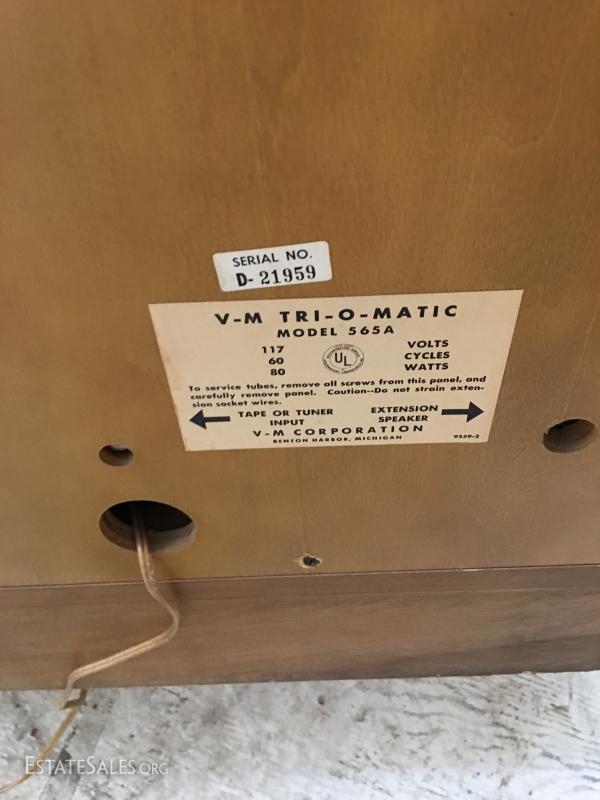 SERIAL NO.
D-21959
V-M TRI-O-MATIC
MODEL 565A
117 VOLTS
60 UL CYCLES
80 WATTS
To service tubes, remove all screws from this panel, and
carefully remove panel. Caution--Do not strain exten-
sion socket wires.
TAPE OR TUNER EXTENSION
INPUT SPEAKER
V-M CORPORATION
BENTON HARBOR, MICHIGAN 9559-2
ESTATESALES.ORG